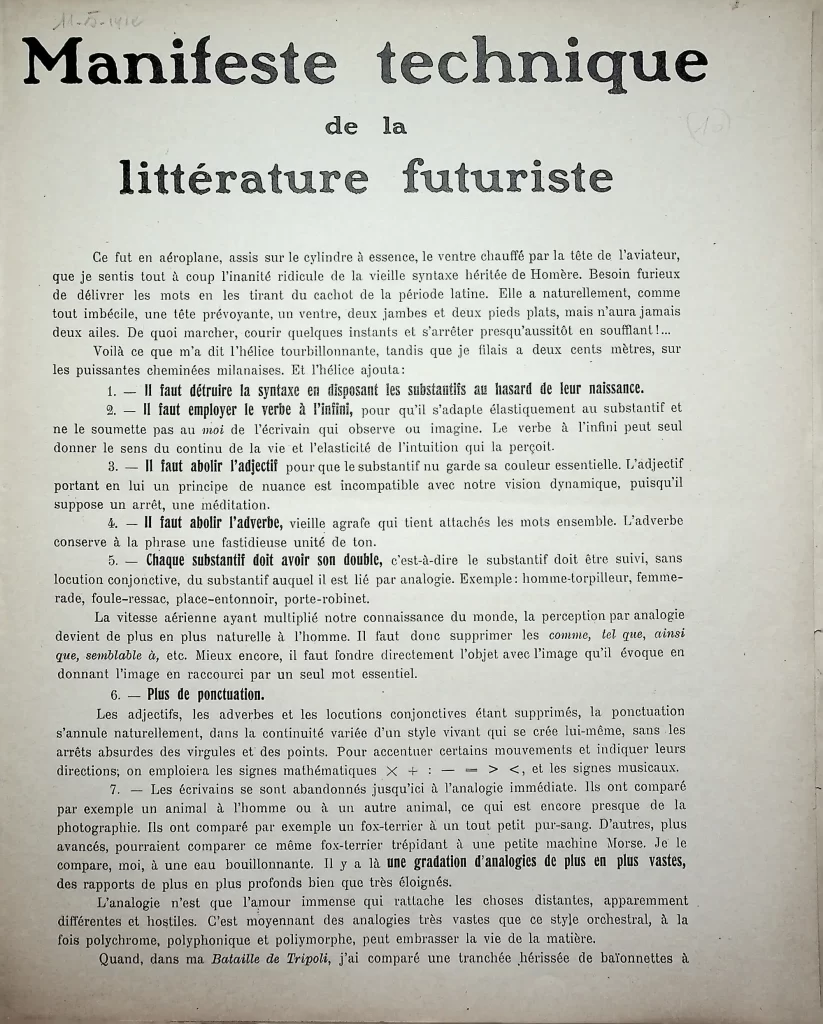 Manifeste technique
de la
littérature futuriste
Ce fut en aéroplane, assis sur le cylindre à essence, le ventre chauffé par la tête de l'aviateur,
que je sentis tout à coup l'inanité ridicule de la vieille syntaxe héritée de Homère. Besoin furieux
de délivrer les mots en les tirant du cachot de la période latine. Elle a naturellement, comme
tout imbécile, une tête prévoyante, un ventre, deux jambes et deux pieds plats, mais n'aura jamais
deux ailes. De quoi marcher, courir quelques instants et s'arrêter presqu'aussitôt en soufflant!...
Voilà ce que m'a dit l'hélice tourbillonnante, tandis que je filais a deux cents mètres, sur
les puissantes cheminées milanaises. Et l'hélice ajouta:
1. — Il faut détruire la syntaxe en disposant les substantifs au hasard de leur naissance.
2. — Il faut employer le verbe à l'infini, pour qu'il s'adapte élastiquement au substantif et
ne le soumette pas au moi de l'écrivain qui observe ou imagine. Le verbe à l'infini peut seul
donner le sens du continu de la vie et l'elasticité de l'intuition qui la perçoit.
3. — Il faut abolir l'adjectif pour que le substantif nu garde sa couleur essentielle. L'adjectif
portant en lui un principe de nuance est incompatible avec notre vision dynamique, puisqu'il
suppose un arrêt, une méditation.
4. — Il faut abolir l'adverbe, vieille agrafe qui tient attachés les mots ensemble. L'adverbe
conserve à la phrase une fastidieuse unité de ton.
5. — Chaque substantif doit avoir son double, c'est-à-dire le substantif doit être suivi, sans
locution conjonctive, du substantif auquel il est lié par analogie. Exemple: homme-torpilleur, femme-
rade, foule-ressac, place-entonnoir, porte-robinet.
La vitesse aérienne ayant multiplié notre connaissance du monde, la perception par analogie
devient de plus en plus naturelle à l'homme. Il faut donc supprimer les comme, tel que, ainsi
que, semblable à, etc. Mieux encore, il faut fondre directement l'objet avec l'image qu'il évoque en
donnant l'image en raccourci par un seul mot essentiel.
6. — Plus de ponctuation.
Les adjectifs, les adverbes et les locutions conjonctives étant supprimés, la ponctuation
s'annule naturellement, dans la continuité variée d'un style vivant qui se crée lui-même, sans les
arrêts absurdes des virgules et des points. Pour accentuer certains mouvements et indiquer leurs
directions; on emploiera les signes mathématiques × + : — = > <, et les signes musicaux.
7. — Les écrivains se sont abandonnés jusqu'ici à l'analogie immédiate. Ils ont comparé
par exemple un animal à l'homme ou à un autre animal, ce qui est encore presque de la
photographie. Ils ont comparé par exemple un fox-terrier à un tout petit pur-sang. D'autres, plus
avancés, pourraient comparer ce même fox-terrier trépidant à une petite machine Morse. Je le
compare, moi, à une eau bouillonnante. Il y a là une gradation d'analogies de plus en plus vastes,
des rapports de plus en plus profonds bien que très éloignés.
L'analogie n'est que l'amour immense qui rattache les choses distantes, apparemment
différentes et hostiles. C'est moyennant des analogies très vastes que ce style orchestral, à la
fois polychrome, polyphonique et poliymorphe, peut embrasser la vie de la matière.
Quand, dans ma Bataille de Tripoli, j'ai comparé une tranchée hérissée de baïonnettes à